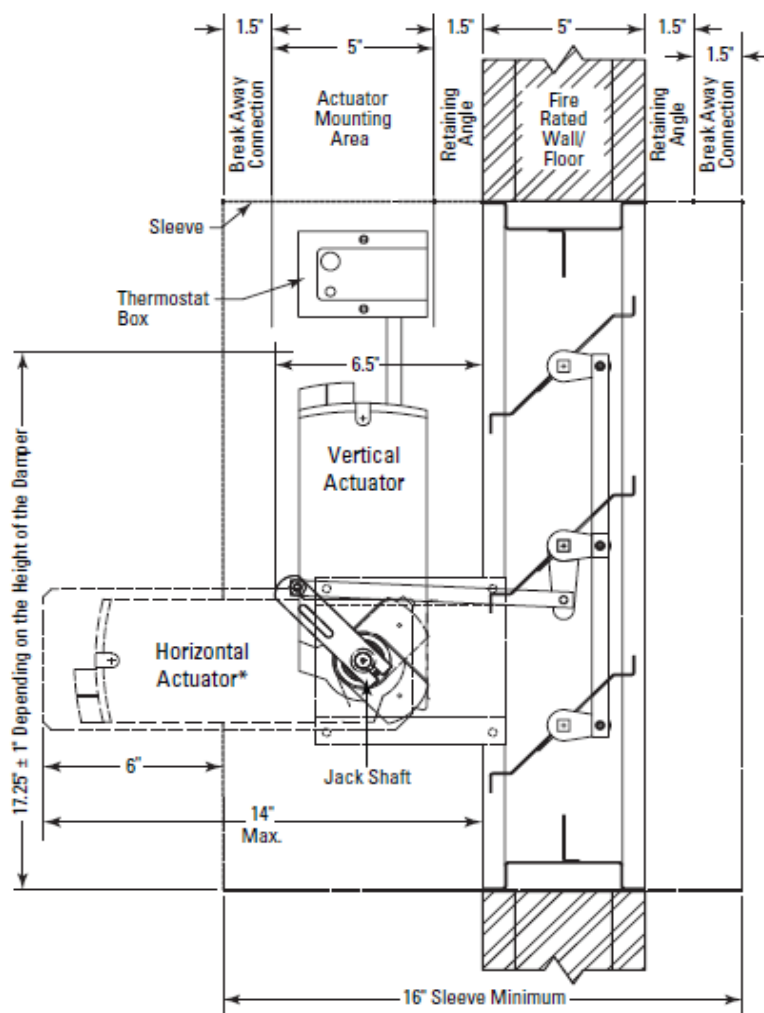 1.5"
1.5"
5"
1.5"
5"
1.5"
Break Away
Connection
Actuator
Mounting
Area
Retaining
Angle
Fire
Rated
Wall/
Floor
Retaining
Angle
Break Away
Connection
Sleeve
Thermostat
Box
6.5"
Vertical
Actuator
17.25" ± 1" Depending on the Height of the Damper
Horizontal
Actuator*
6"
Jack Shaft
14"
Max.
16" Sleeve Minimum